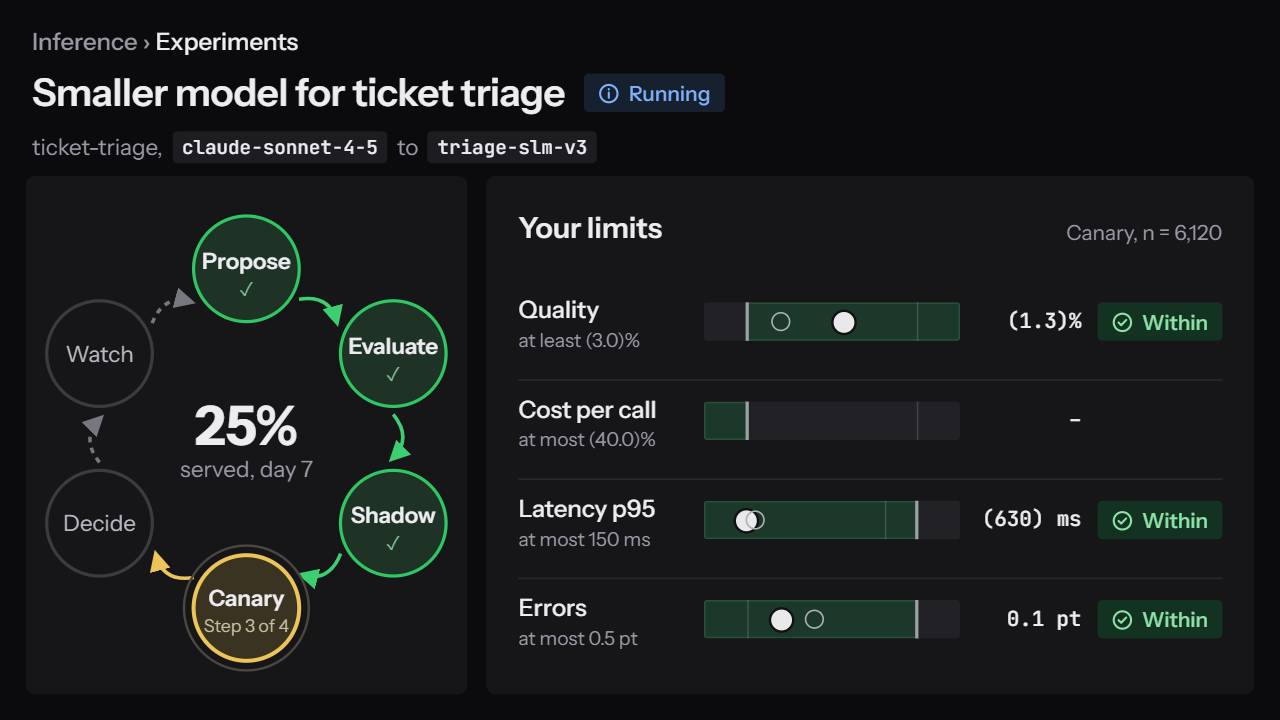 Inference › Experiments
Smaller model for ticket triage
Running
ticket-triage, claude-sonnet-4-5 to triage-slm-v3
Propose
✓
Evaluate
✓
Shadow
✓
Canary
Step 3 of 4
Decide
Watch
25%
served, day 7
Your limits
Canary, n = 6,120
Quality
at least (3.0)%
(1.3)%
Within
Cost per call
at most (40.0)%
–
Latency p95
at most 150 ms
(630) ms
Within
Errors
at most 0.5 pt
0.1 pt
Within